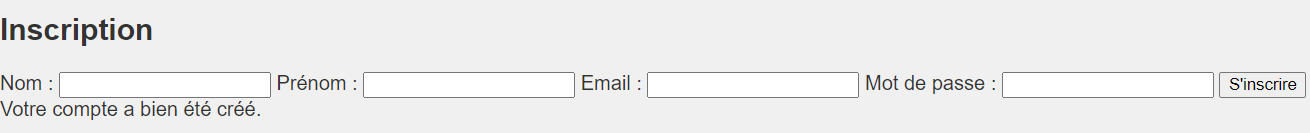 Inscription
Nom : Prénom : Email : Mot de passe : S'inscrire
Votre compte a bien été créé.